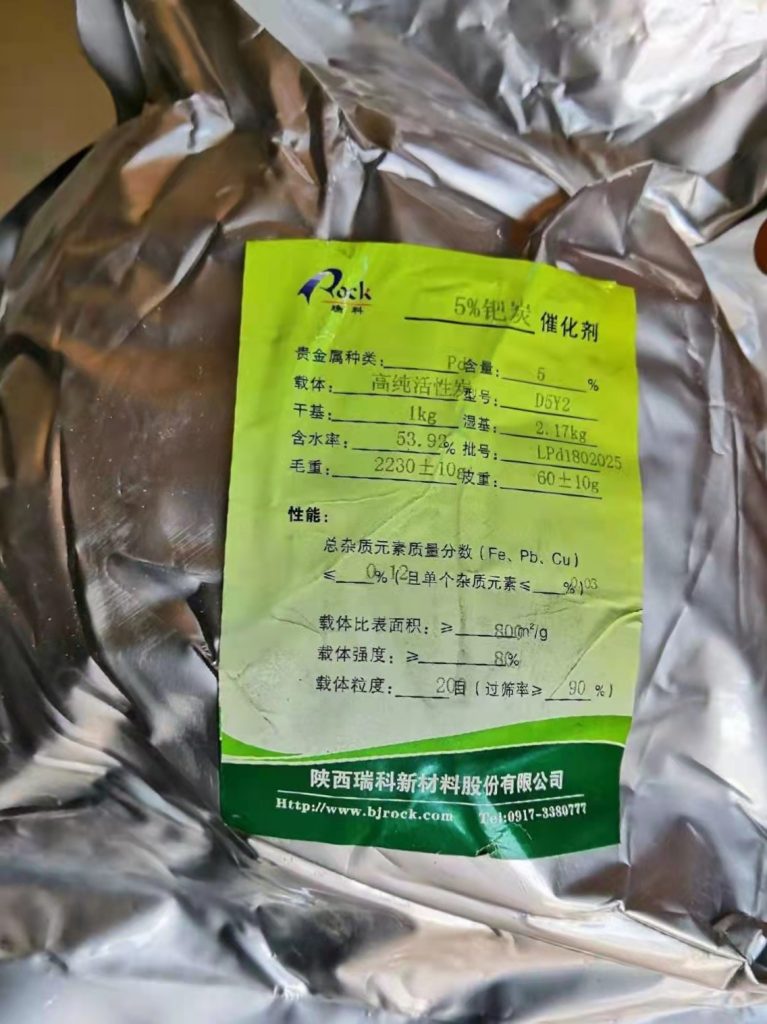 Rock
瑞科
5%钯炭 催化剂
贵金属种类: Pd 含量: 5 %
载体: 高纯活性炭 型号: D5Y2
干基: 1kg 湿基: 2.17kg
含水率: 53.92% 批号: LPd1802025
毛重: 2230±10g 皮重: 60±10g
性能:
总杂质元素质量分数(Fe、Pb、Cu)
≤ 0.12 % (且单个杂质元素≤ 0.03 %)
载体比表面积: ≥ 800 m²/g
载体强度: ≥ 80%
载体粒度: 200 目(过筛率≥ 90 %)
陕西瑞科新材料股份有限公司
Http://www.bjrock.com Tel:0917-3380777